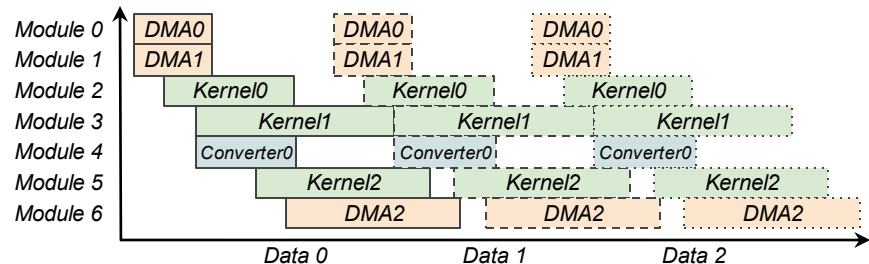 Module 0 DMA0 DMA0 DMA0
Module 1 DMA1 DMA1 DMA1
Module 2 Kernel0 Kernel0 Kernel0
Module 3 Kernel1 Kernel1 Kernel1
Module 4 Converter0 Converter0 Converter0
Module 5 Kernel2 Kernel2 Kernel2
Module 6 DMA2 DMA2 DMA2
Data 0 Data 1 Data 2